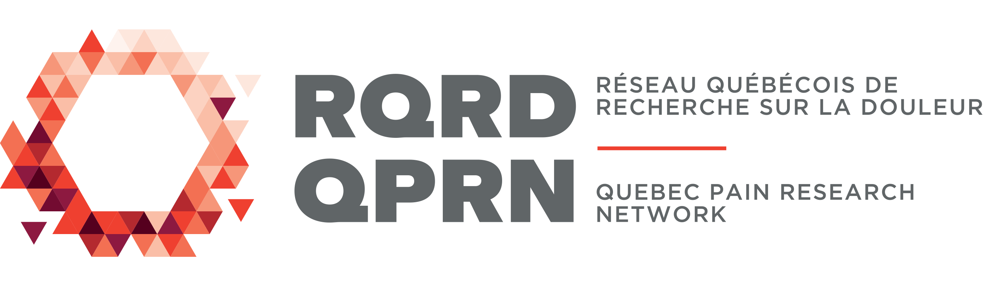 RQRD
QPRN
RÉSEAU QUÉBÉCOIS DE
RECHERCHE SUR LA DOULEUR
QUEBEC PAIN RESEARCH
NETWORK